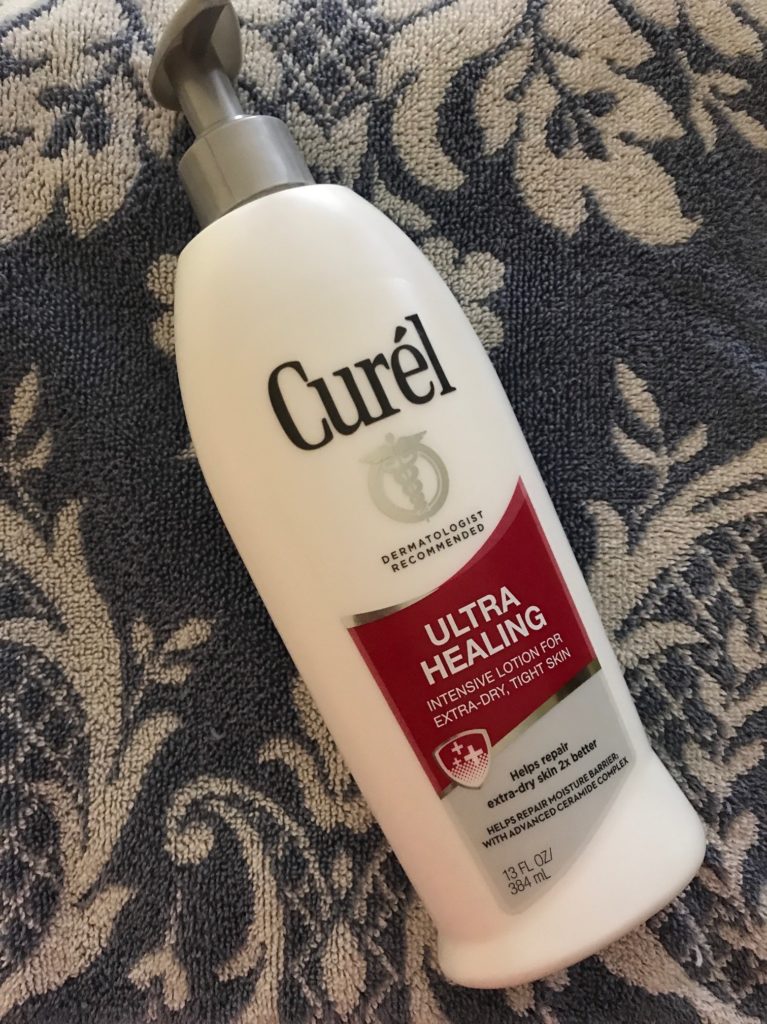 Curél
DERMATOLOGIST
RECOMMENDED
ULTRA
HEALING
INTENSIVE LOTION FOR
EXTRA-DRY, TIGHT SKIN
Helps repair
extra-dry skin 2x better
HELPS REPAIR MOISTURE BARRIER;
WITH ADVANCED CERAMIDE COMPLEX
13 FL OZ/
384 mL